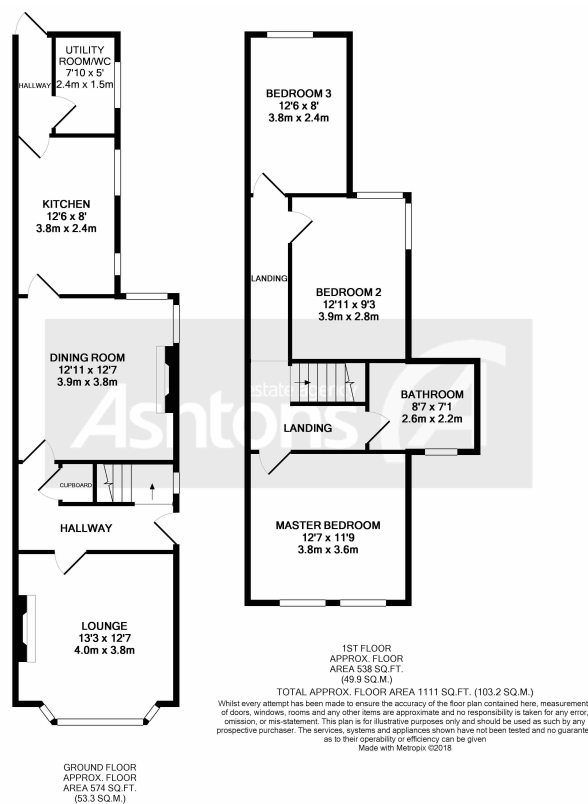 UTILITY
ROOM/WC
7'10 x 5'
2.4m x 1.5m
HALLWAY
KITCHEN
12'6 x 8'
3.8m x 2.4m
DINING ROOM
12'11 x 12'7
3.9m x 3.8m
CUPBOARD
HALLWAY
LOUNGE
13'3 x 12'7
4.0m x 3.8m
GROUND FLOOR
APPROX. FLOOR
AREA 574 SQ.FT.
(53.3 SQ.M.)
BEDROOM 3
12'6 x 8'
3.8m x 2.4m
LANDING
BEDROOM 2
12'11 x 9'3
3.9m x 2.8m
BATHROOM
8'7 x 7'1
2.6m x 2.2m
LANDING
MASTER BEDROOM
12'7 x 11'9
3.8m x 3.6m
estate agency
Ashtons
1ST FLOOR
APPROX. FLOOR
AREA 538 SQ.FT.
(49.9 SQ.M.)
TOTAL APPROX. FLOOR AREA 1111 SQ.FT. (103.2 SQ.M.)
Whilst every attempt has been made to ensure the accuracy of the floor plan contained here, measurement
of doors, windows, rooms and any other items are approximate and no responsibility is taken for any error,
omission, or mis-statement. This plan is for illustrative purposes only and should be used as such by any
prospective purchaser. The services, systems and appliances shown have not been tested and no guarante
as to their operability or efficiency can be given
Made with Metropix ©2018